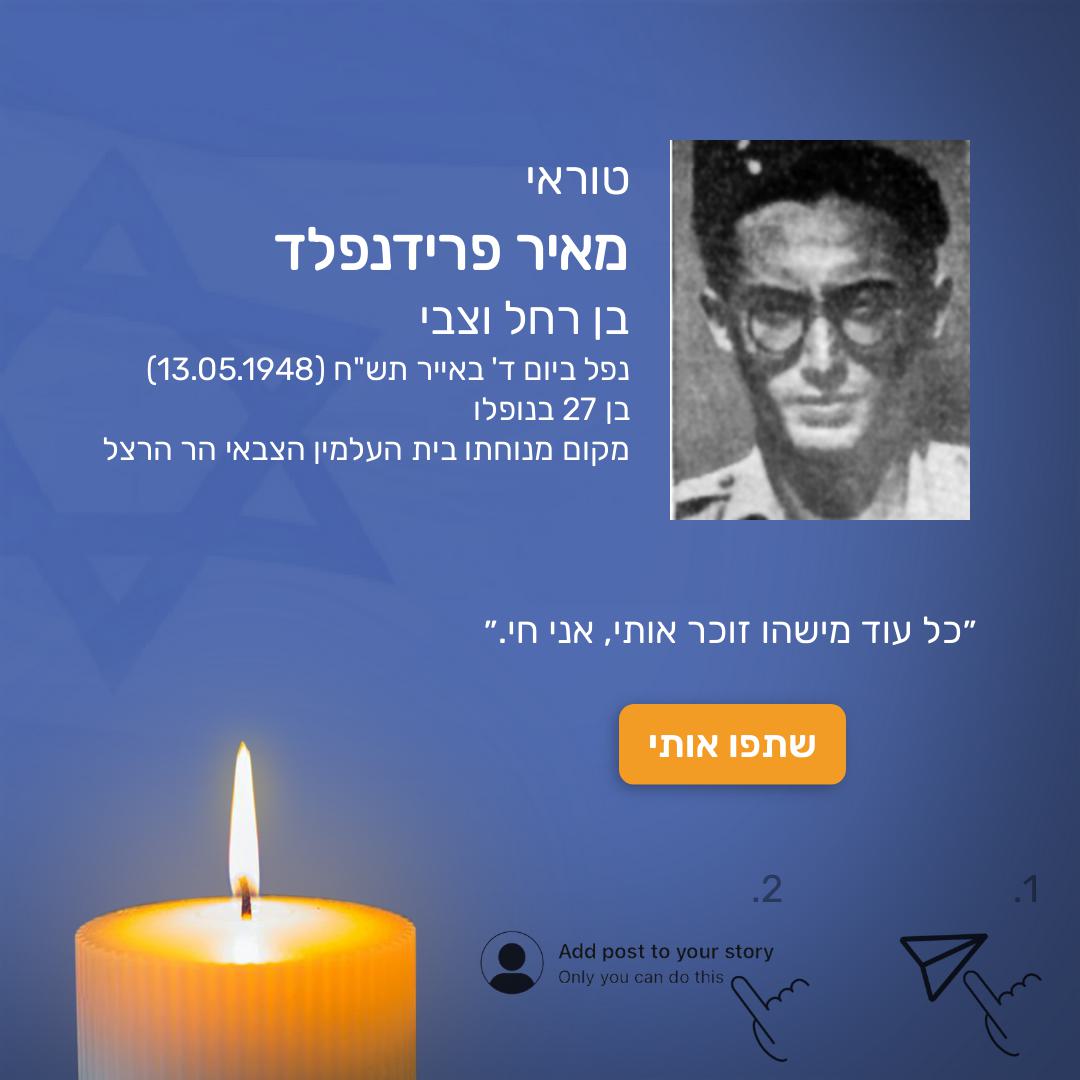 טוראי
מאיר פרידנפלד
בן רחל וצבי
נפל ביום ד' באייר תש"ח (13.05.1948)
בן 27 בנופלו
מקום מנוחתו בית העלמין הצבאי הר הרצל
״כל עוד מישהו זוכר אותי, אני חי.״
שתפו אותי
1.
2.
Add post to your story
Only you can do this